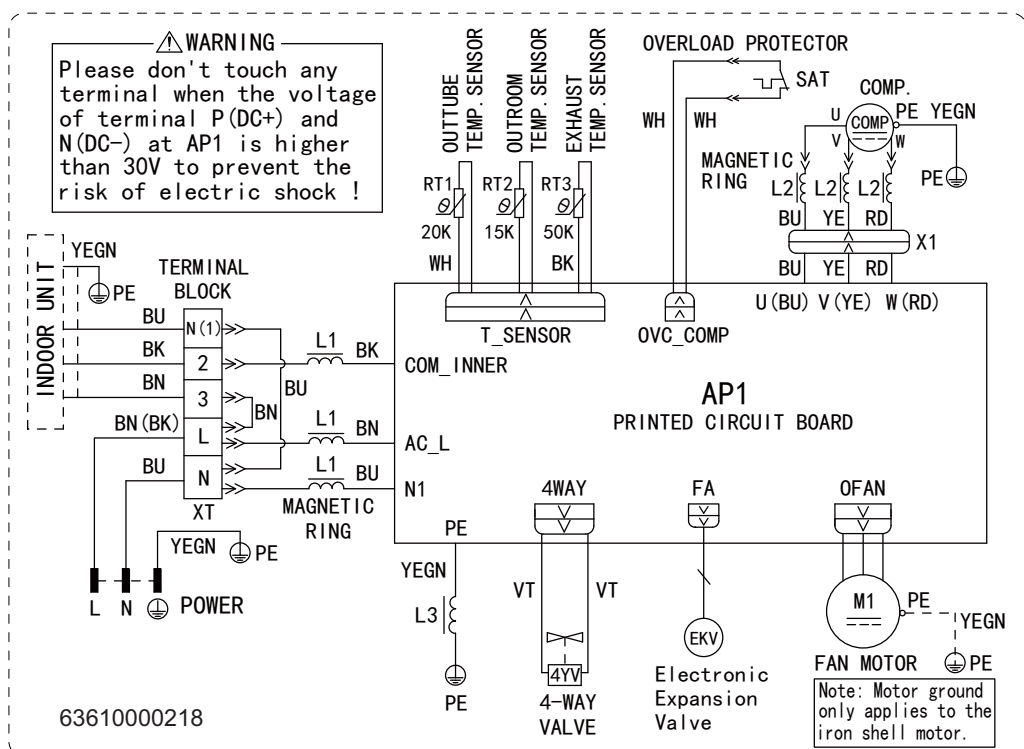 WARNING
Please don't touch any
terminal when the voltage
of terminal P(DC+) and
N(DC-) at AP1 is higher
than 30V to prevent the
risk of electric shock !
OUTTUBE
TEMP. SENSOR
OUTROOM
TEMP. SENSOR
EXHAUST
TEMP. SENSOR
RT1
RT2
RT3
θ
θ
θ
20K
15K
50K
WH
BK
OVERLOAD PROTECTOR
SAT
WH
WH
COMP.
U
COMP
PE YEGN
V
W
MAGNETIC
RING
L2
L2
L2
PE
BU
YE
RD
X1
BU
YE
RD
U(BU)
V(YE)
W(RD)
T_SENSOR
OVC_COMP
INDOOR UNIT
YEGN
PE
TERMINAL
BLOCK
BU
N(1)
BK
2
L1
BK
COM_INNER
BU
BN
3
BN
BN(BK)
L
L1
BN
AC_L
BU
N
L1
BU
N1
XT
MAGNETIC
RING
YEGN
PE
L
N
POWER
AP1
PRINTED CIRCUIT BOARD
PE
4WAY
FA
OFAN
YEGN
L3
PE
VT
VT
4YV
4-WAY
VALVE
EKV
Electronic
Expansion
Valve
M1
PE
YEGN
FAN MOTOR
PE
Note: Motor ground
only applies to the
iron shell motor.
63610000218